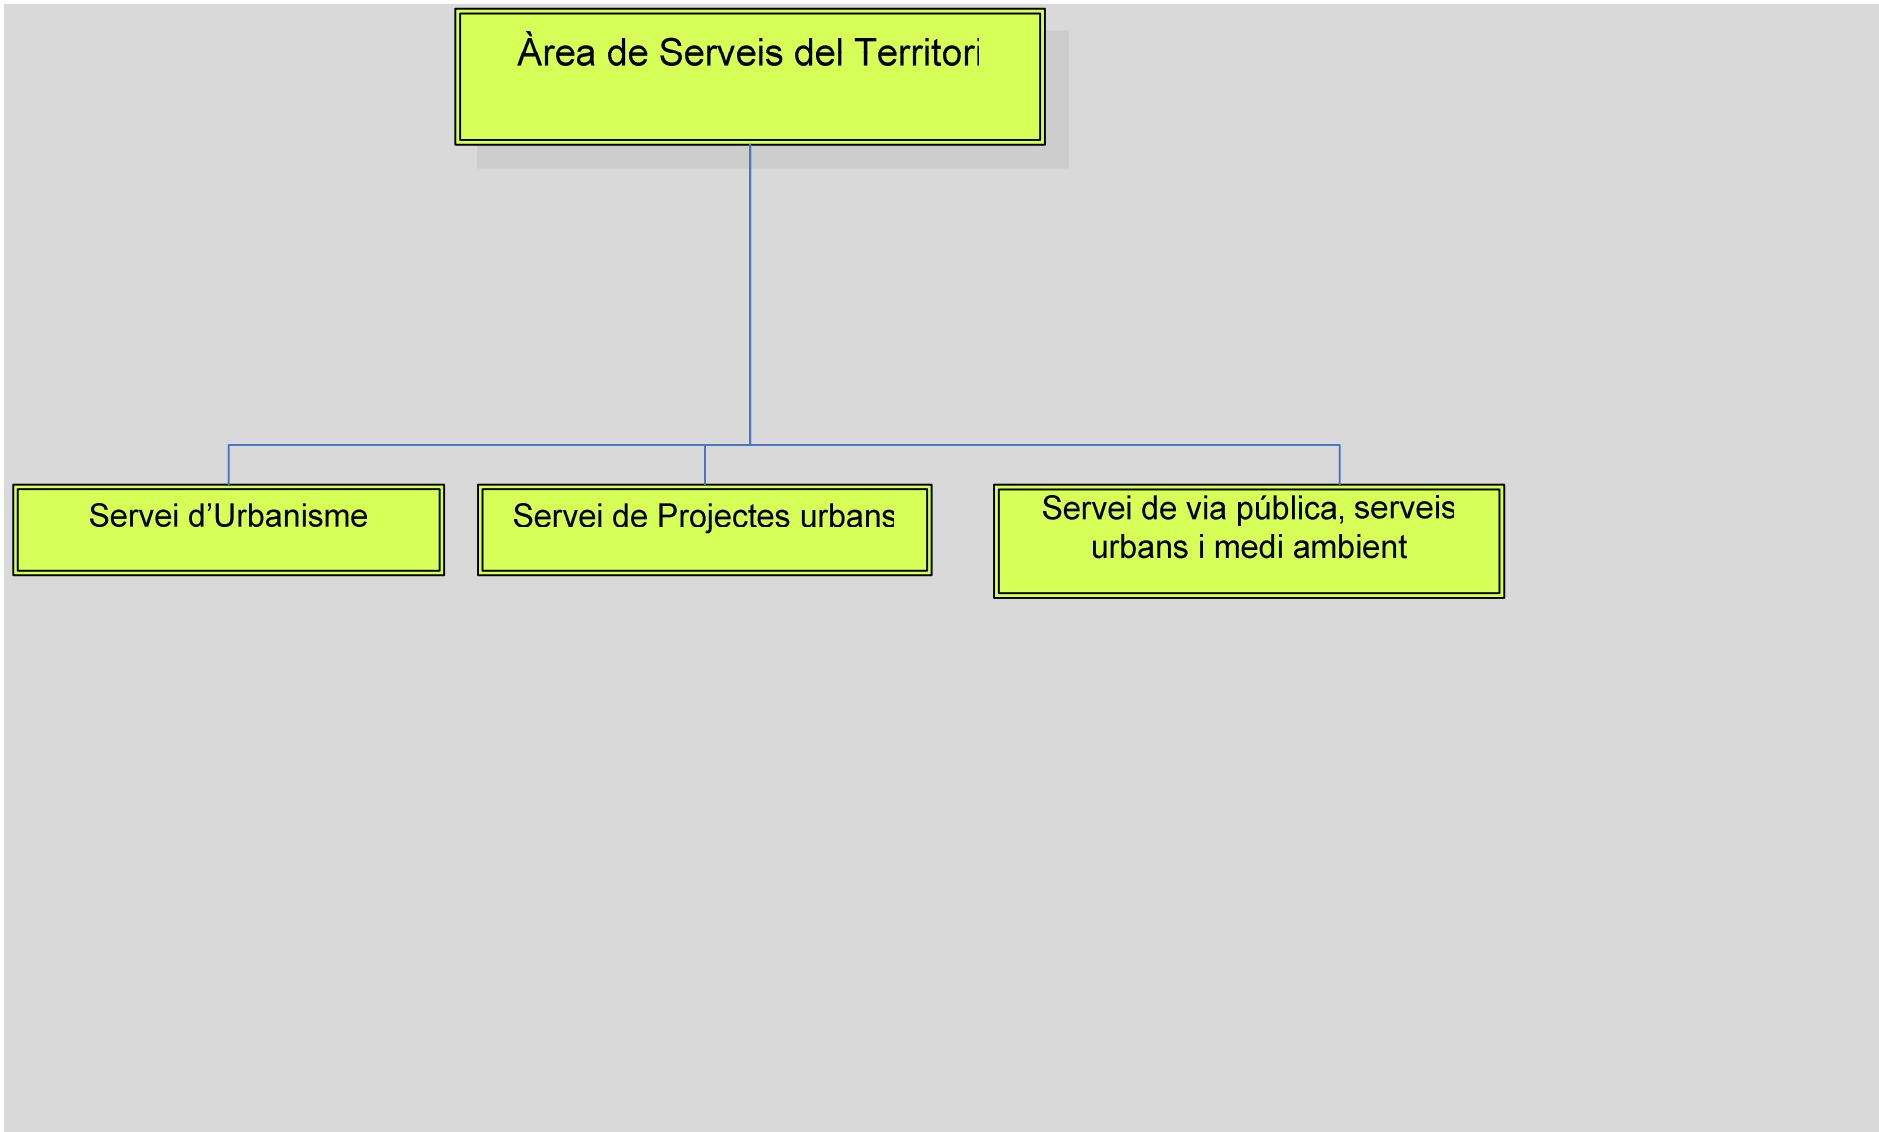 Àrea de Serveis del Territori
Servei d’Urbanisme
Servei de Projectes urbans
Servei de via pública, serveis
urbans i medi ambient